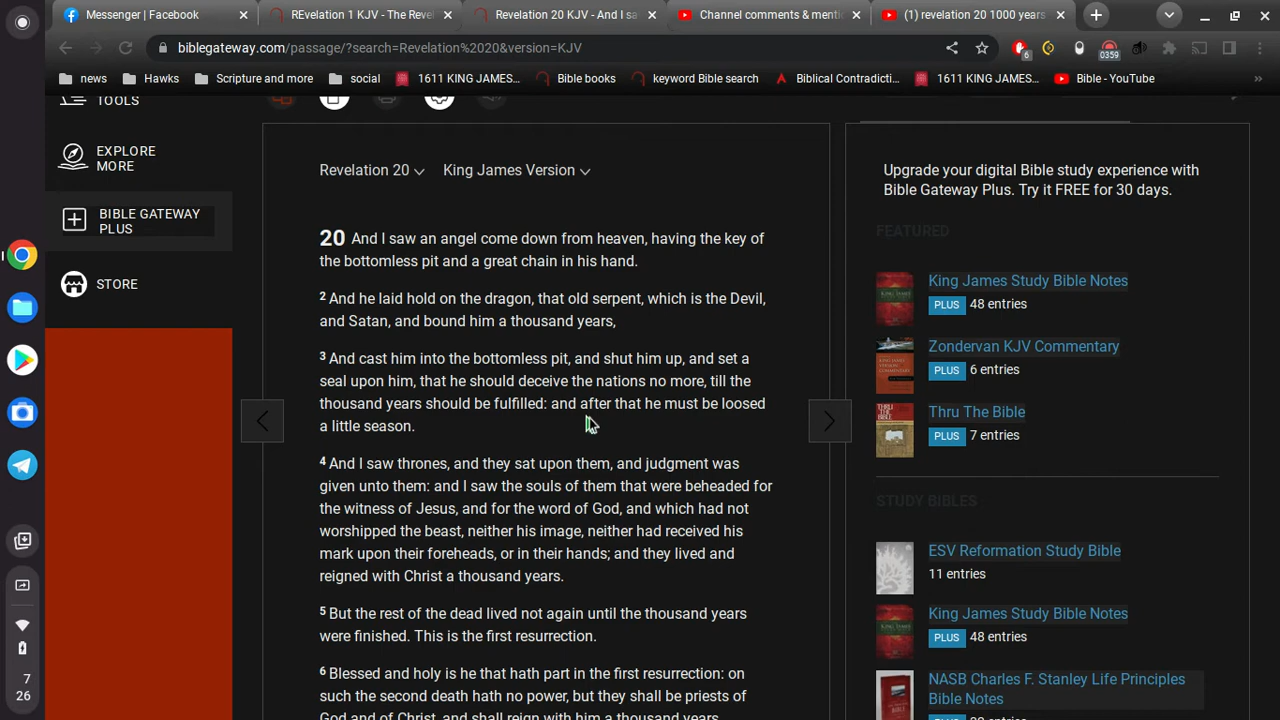 Messenger | Facebook
REvelation 1 KJV - The Revel
Revelation 20 KJV - And I sa
Channel comments & mentio
(1) revelation 20 1000 years
biblegateway.com/passage/?search=Revelation%2020&version=KJV
6
0359
news
Hawks
Scripture and more
social
1611 KING JAMES...
Bible books
keyword Bible search
Biblical Contradicti...
1611 KING JAMES...
Bible - YouTube
»
TOOLS
EXPLORE
MORE
BIBLE GATEWAY
PLUS
STORE
7
26
Revelation 20
King James Version
20 And I saw an angel come down from heaven, having the key of
the bottomless pit and a great chain in his hand.
2 And he laid hold on the dragon, that old serpent, which is the Devil,
and Satan, and bound him a thousand years,
3 And cast him into the bottomless pit, and shut him up, and set a
seal upon him, that he should deceive the nations no more, till the
thousand years should be fulfilled: and after that he must be loosed
a little season.
4 And I saw thrones, and they sat upon them, and judgment was
given unto them: and I saw the souls of them that were beheaded for
the witness of Jesus, and for the word of God, and which had not
worshipped the beast, neither his image, neither had received his
mark upon their foreheads, or in their hands; and they lived and
reigned with Christ a thousand years.
5 But the rest of the dead lived not again until the thousand years
were finished. This is the first resurrection.
6 Blessed and holy is he that hath part in the first resurrection: on
such the second death hath no power, but they shall be priests of
God and of Christ, and shall reign with him a thousand years.
Upgrade your digital Bible study experience with
Bible Gateway Plus. Try it FREE for 30 days.
FEATURED
King James Study Bible Notes
PLUS 48 entries
Zondervan KJV Commentary
PLUS 6 entries
Thru The Bible
PLUS 7 entries
STUDY BIBLES
ESV Reformation Study Bible
11 entries
King James Study Bible Notes
PLUS 48 entries
NASB Charles F. Stanley Life Principles
Bible Notes